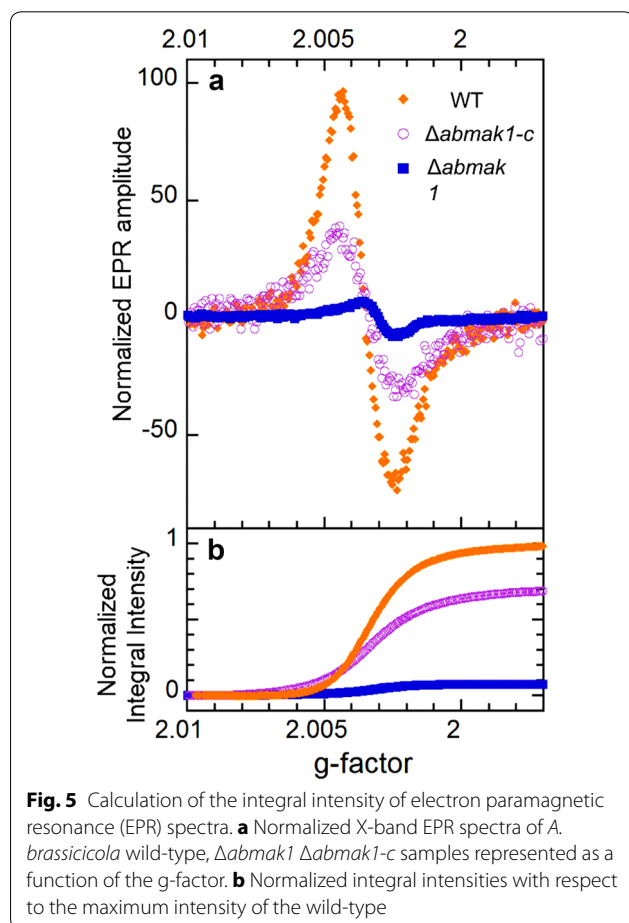 2.01 2.005 2
a
100
50
0
-50
Normalized EPR amplitude
WT
Δabmak1-c
Δabmak
1
b
1
0
Normalized
Integral Intensity
2.01 2.005 2
g-factor
Fig. 5 Calculation of the integral intensity of electron paramagnetic
resonance (EPR) spectra. a Normalized X-band EPR spectra of A.
brassicicola wild-type, Δabmak1 Δabmak1-c samples represented as a
function of the g-factor. b Normalized integral intensities with respect
to the maximum intensity of the wild-type